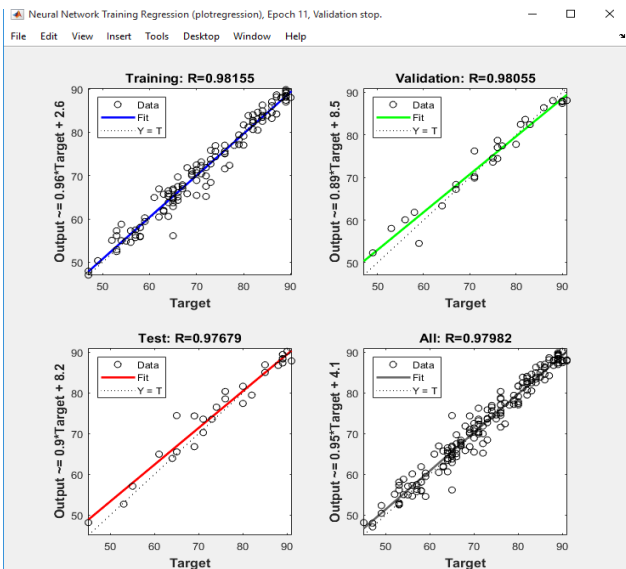 Neural Network Training Regression (plotregression), Epoch 11, Validation stop.
File Edit View Insert Tools Desktop Window Help
Training: R=0.98155
Output ~= 0.96*Target + 2.6
90
80
70
60
50
Data
Fit
Y = T
50 60 70 80 90
Target
Validation: R=0.98055
Output ~= 0.89*Target + 8.5
90
80
70
60
50
Data
Fit
Y = T
50 60 70 80 90
Target
Test: R=0.97679
Output ~= 0.9*Target + 8.2
90
80
70
60
50
Data
Fit
Y = T
50 60 70 80 90
Target
All: R=0.97982
Output ~= 0.95*Target + 4.1
90
80
70
60
50
Data
Fit
Y = T
50 60 70 80 90
Target